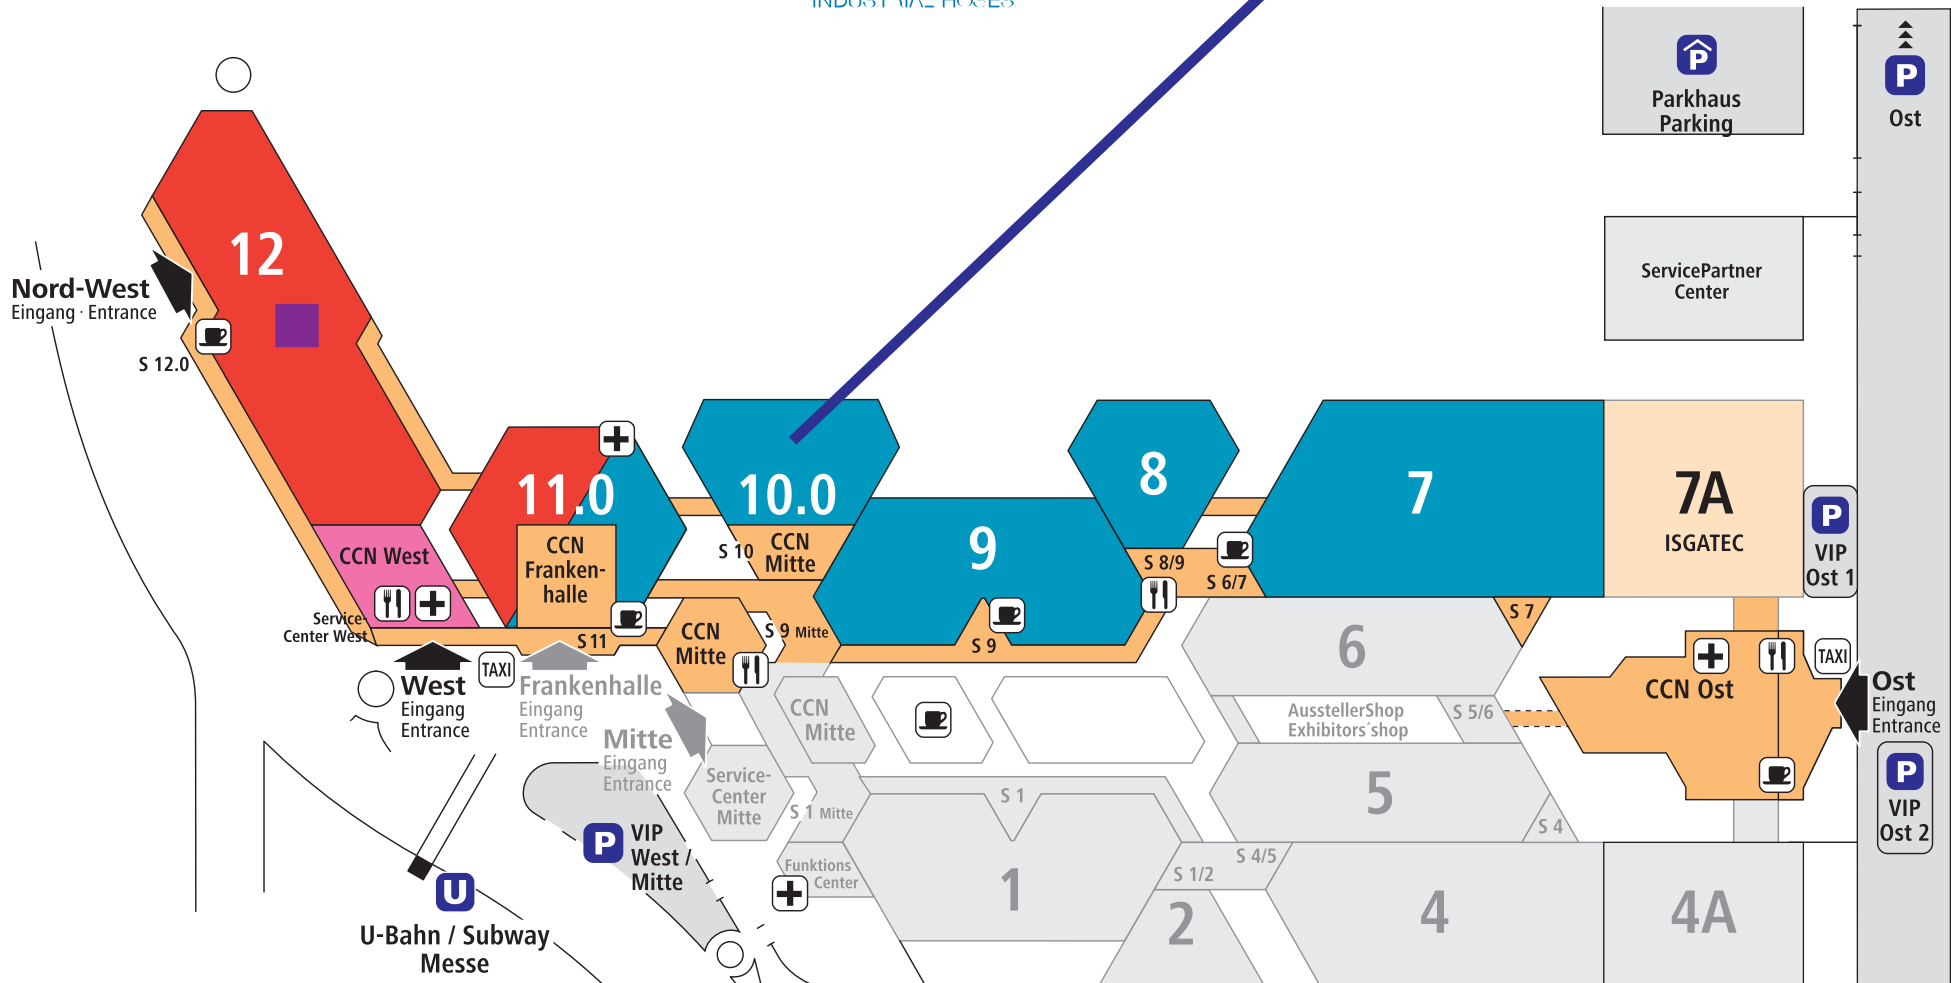 P
Parkhaus
Parking
P
Ost
12
Nord-West
Eingang · Entrance
S 12.0
ServicePartner
Center
11.0
10.0
8
7
7A
ISGATEC
9
CCN West
CCN
Franken-
halle
S 10
CCN
Mitte
S 8/9
S 6/7
P
VIP
Ost 1
Service-
Center West
S 11
CCN
Mitte
S 9 Mitte
S 9
6
S 7
TAXI
West
Eingang
Entrance
Frankenhalle
Eingang
Entrance
Mitte
Eingang
Entrance
CCN
Mitte
AusstellerShop
Exhibitors´shop
S 5/6
CCN Ost
TAXI
Ost
Eingang
Entrance
Service-
Center
Mitte
S 1 Mitte
S 1
5
S 4
P
VIP
Ost 2
P
VIP
West /
Mitte
Funktions
Center
1
S 1/2
S 4/5
2
4
4A
U
U-Bahn / Subway
Messe